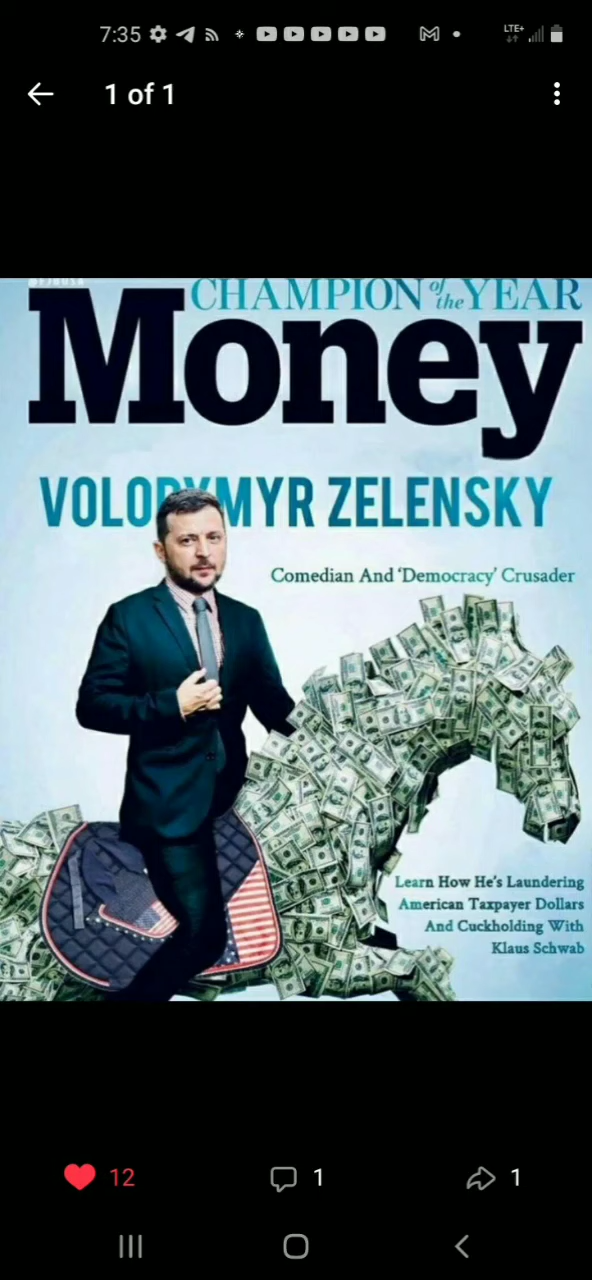 7:35
LTE+
1 of 1
CHAMPION of the YEAR
Money
VOLODYMYR ZELENSKY
Comedian And ‘Democracy’ Crusader
Learn How He's Laundering
American Taxpayer Dollars
And Cuckholding With
Klaus Schwab
12
1
1